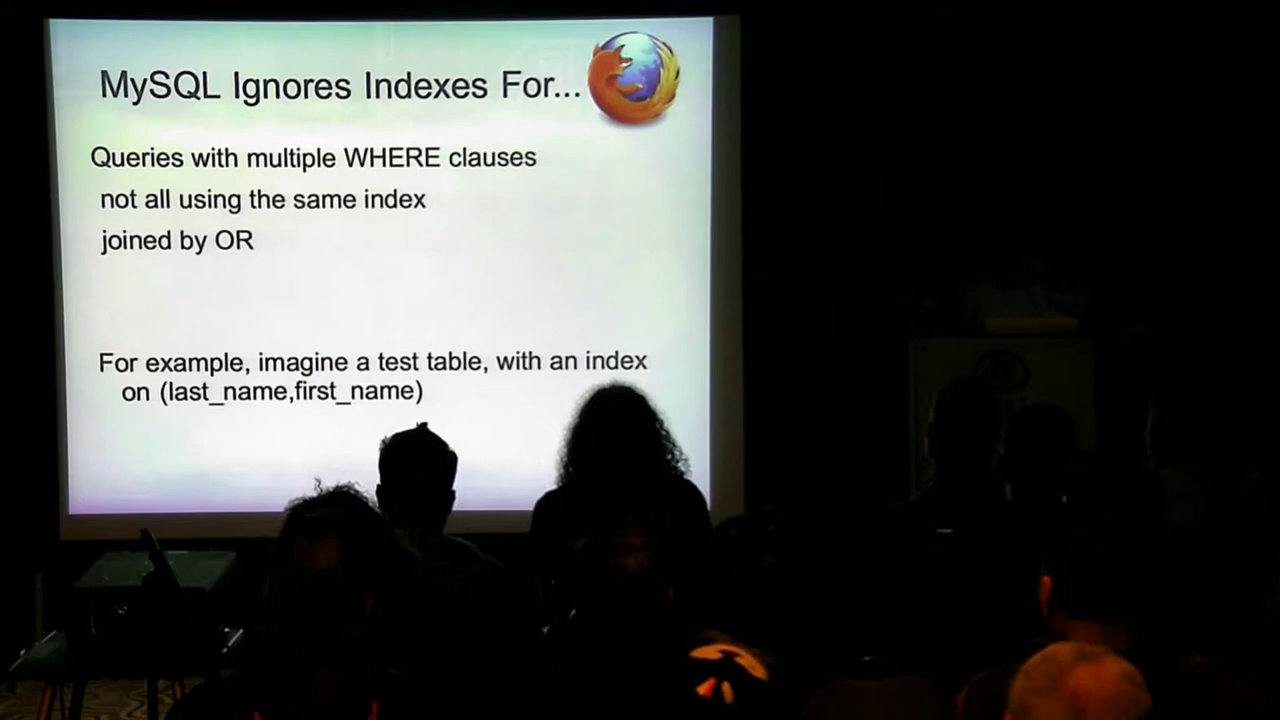 MySQL Ignores Indexes For...
Queries with multiple WHERE clauses
not all using the same index
joined by OR
For example, imagine a test table, with an index
on (last_name,first_name)